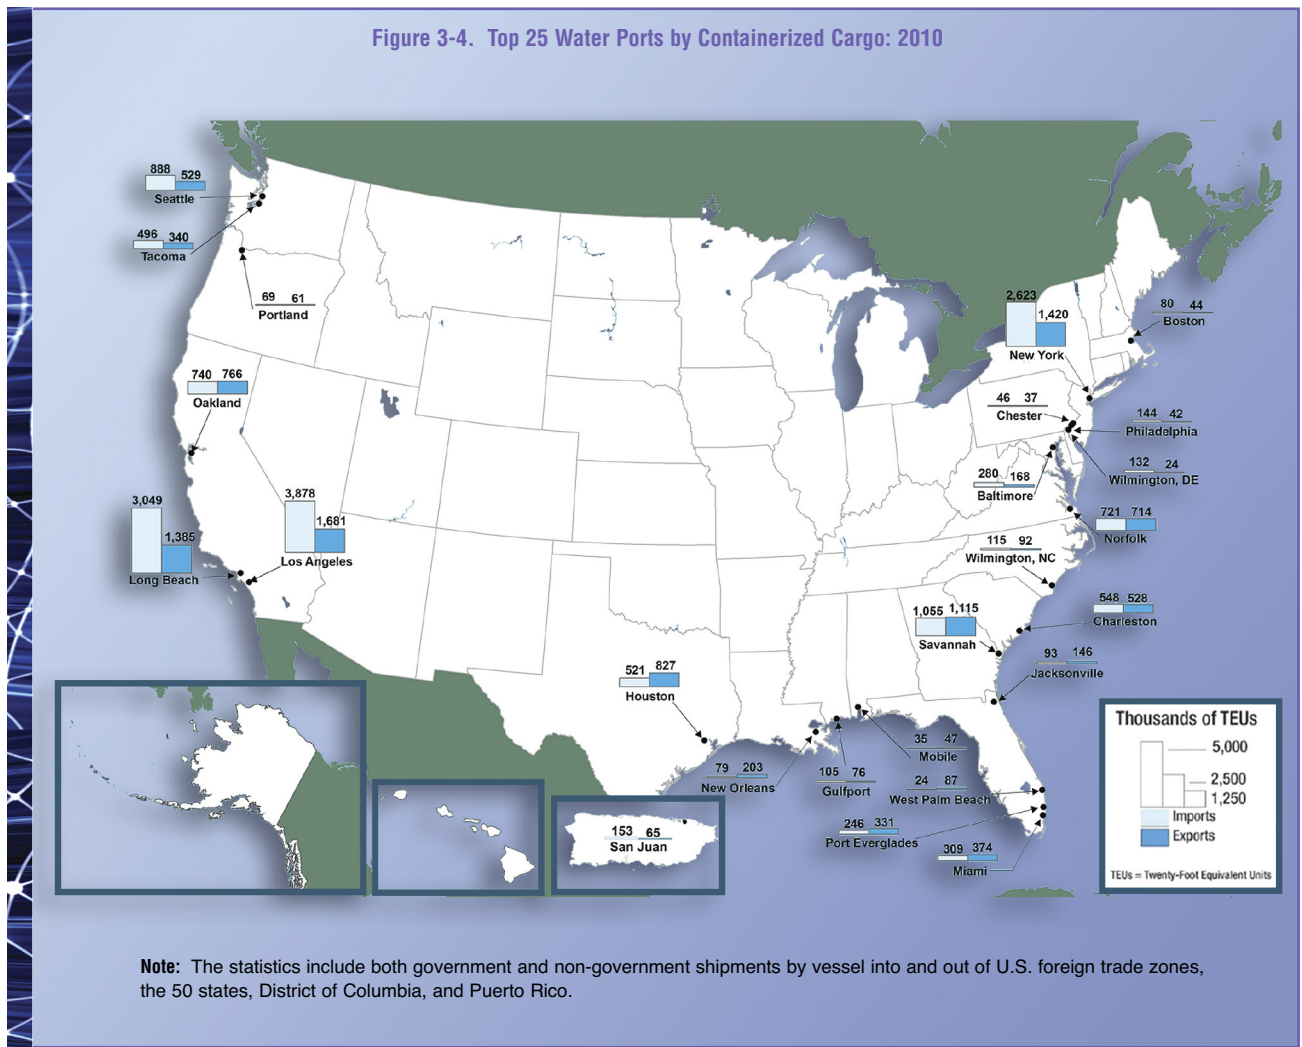 Figure 3-4. Top 25 Water Ports by Containerized Cargo: 2010
888 529
Seattle
496 340
Tacoma
69 61
Portland
740 766
Oakland
3,049
1,385
Long Beach
3,878
1,681
Los Angeles
521 827
Houston
79 203
New Orleans
105 76
Gulfport
35 47
Mobile
24 87
West Palm Beach
246 331
Port Everglades
309 374
Miami
93 146
Jacksonville
1,055 1,115
Savannah
548 528
Charleston
115 92
Wilmington, NC
721 714
Norfolk
280 168
Baltimore
132 24
Wilmington, DE
144 42
Philadelphia
46 37
Chester
2,623
1,420
New York
80 44
Boston
153 65
San Juan
Thousands of TEUs
5,000
2,500
1,250
Imports
Exports
TEUs = Twenty-Foot Equivalent Units
Note: The statistics include both government and non-government shipments by vessel into and out of U.S. foreign trade zones,
the 50 states, District of Columbia, and Puerto Rico.